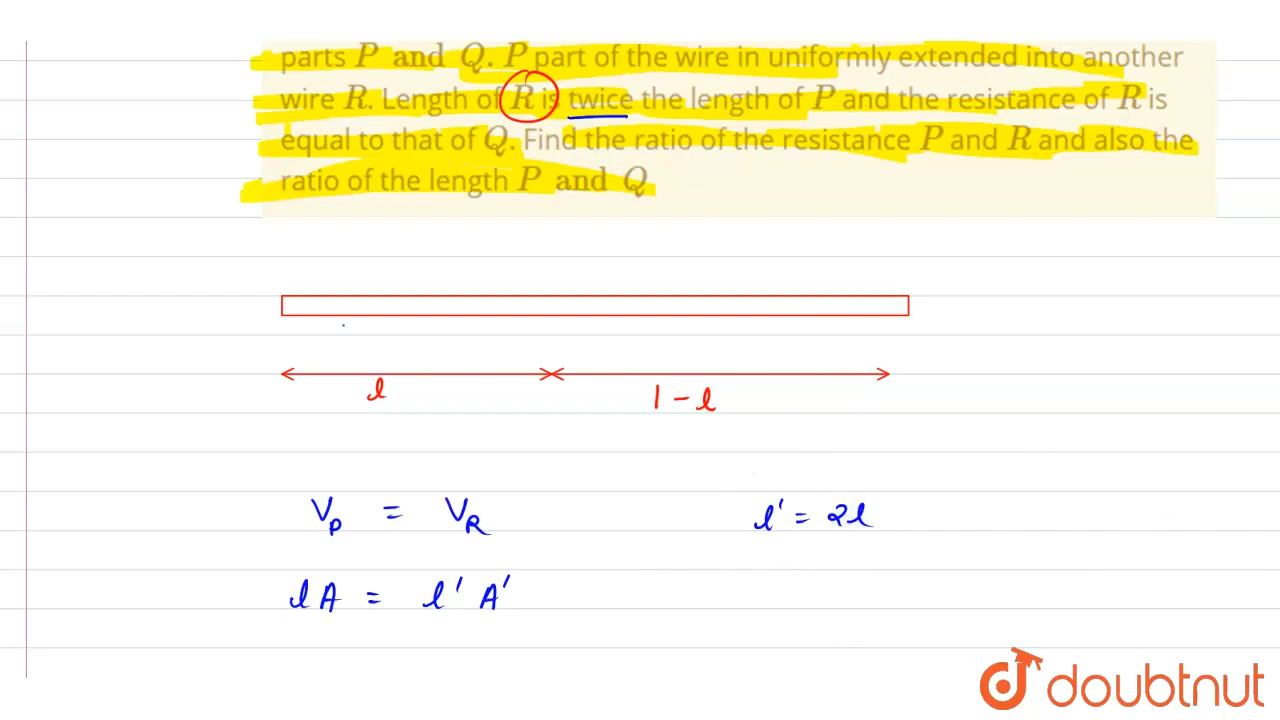 parts P and Q. P part of the wire in uniformly extended into another
wire R. Length of R is twice the length of P and the resistance of R is
equal to that of Q. Find the ratio of the resistance P and R and also the
ratio of the length P and Q
l
1 - l
V_P = V_R
l' = 2l
lA = l' A'
doubtnut